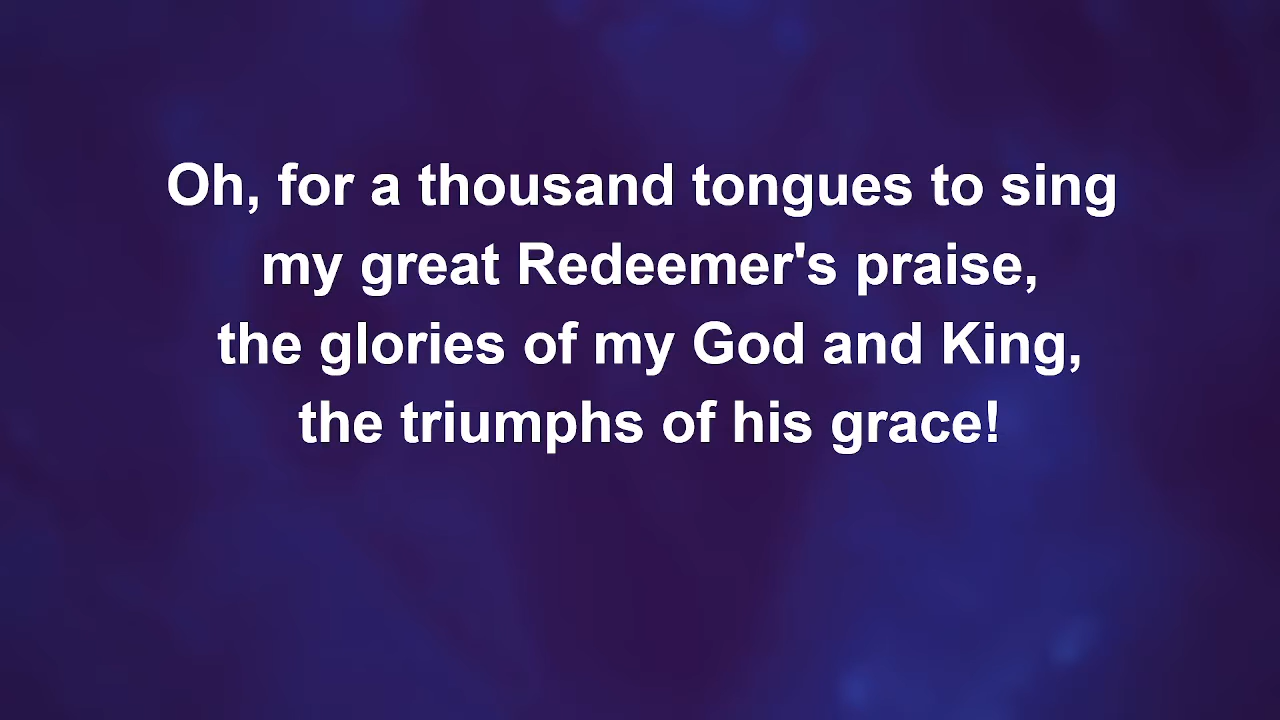 Oh, for a thousand tongues to sing
my great Redeemer's praise,
the glories of my God and King,
the triumphs of his grace!